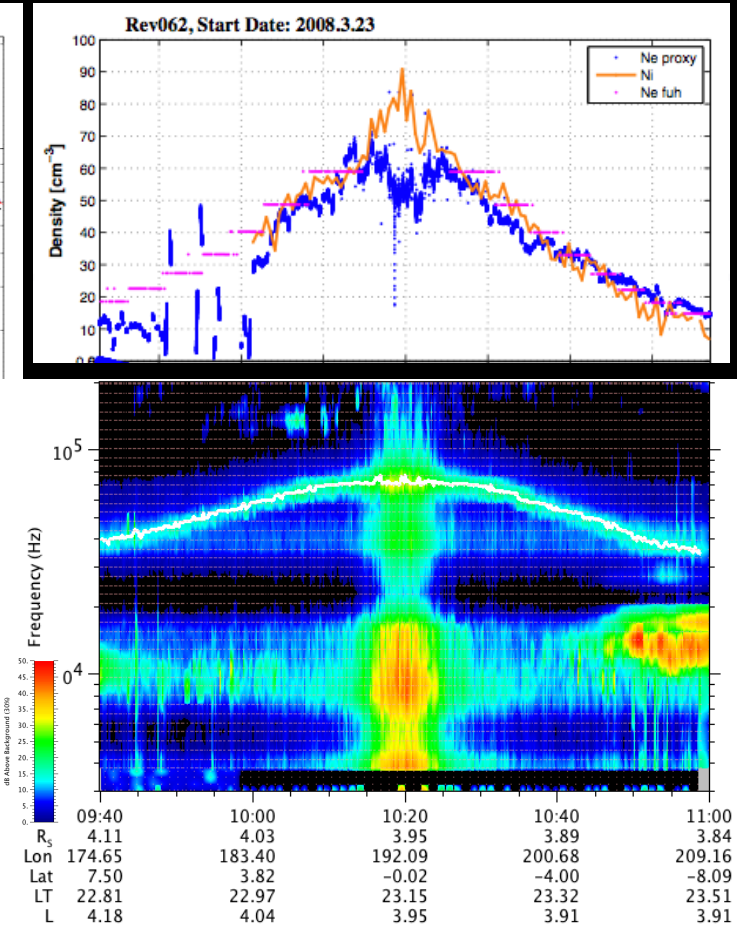 Rev062, Start Date: 2008.3.23
100
90
80
70
60
50
40
30
20
10
0.0
Density [cm⁻³]
Ne proxy
Ni
Ne fuh
10⁵
0⁴
Frequency (Hz)
50.
45.
40.
35.
30.
25.
20.
15.
10.
5.
0.
dB Above Background (10%)
09:40 10:00 10:20 10:40 11:00
R_S 4.11 4.03 3.95 3.89 3.84
Lon 174.65 183.40 192.09 200.68 209.16
Lat 7.50 3.82 −0.02 −4.00 −8.09
LT 22.81 22.97 23.15 23.32 23.51
L 4.18 4.04 3.95 3.91 3.91